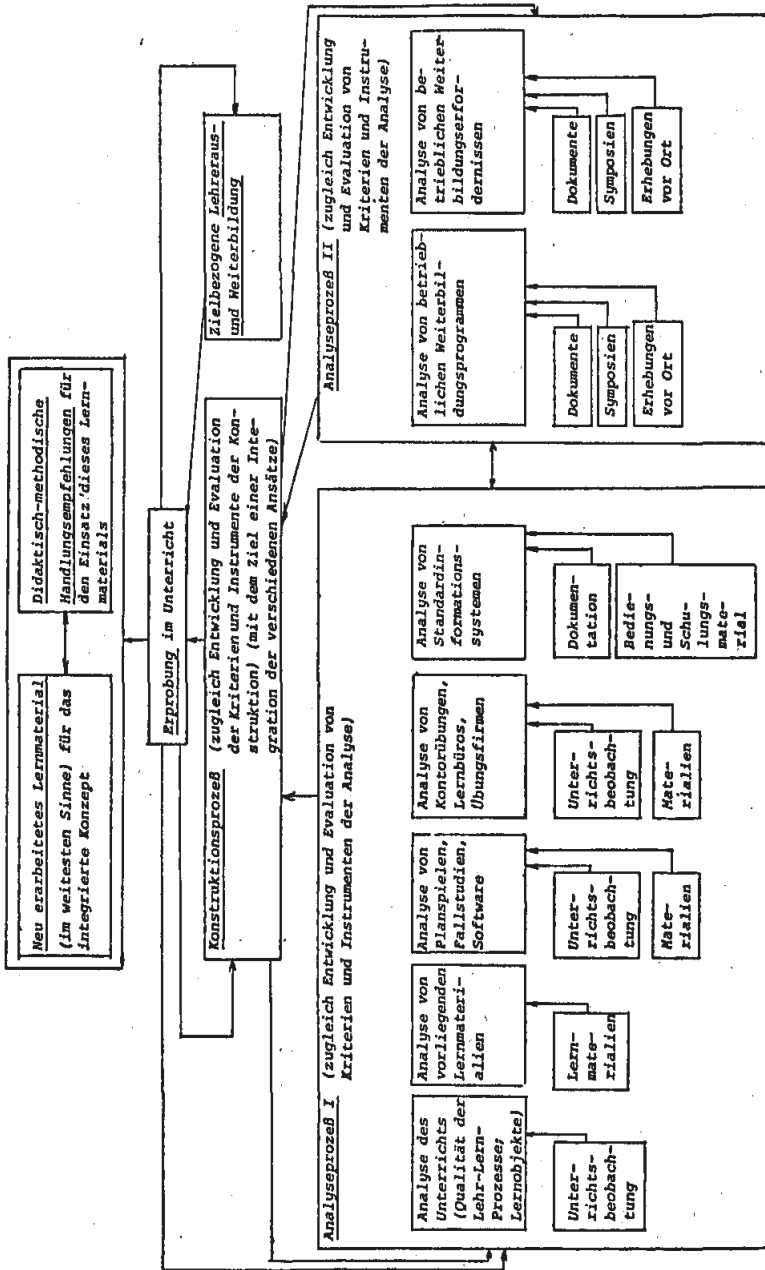 Neu erarbeitetes Lernmaterial
(im weitesten Sinne) für das
integrierte Konzept
Didaktisch-methodische
Handlungsempfehlungen für
den Einsatz dieses Lern-
materials
Erprobung im Unterricht
Konstruktionsprozeß (zugleich Entwicklung und Evaluation
der Kriterien und Instrumente der Kon-
struktion) (mit dem Ziel einer Inte-
gration der verschiedenen Ansätze)
Zielbezogene Lehreraus-
und Weiterbildung
Analyseprozeß I (zugleich Entwicklung und Evaluation von
Kriterien und Instrumenten der Analyse)
Analyse des
Unterrichts
(Qualität der
Lehr-Lern-
Prozesse;
Lernobjekte)
Unter-
richts-
beobach-
tung
Analyse von
vorliegenden
Lernmateri-
alien
Lern-
mate-
rialien
Analyse von
Planspielen,
Fallstudien,
Software
Unter-
richts-
beobach-
tung
Mate-
rialien
Analyse von
Kontorübungen,
Lernbüros,
Übungsfirmen
Unter-
richts-
beobach-
tung
Mate-
rialien
Analyse von
Standardin-
formations-
systemen
Dokumen-
tation
Bedie-
nungs-
und
Schu-
lungs-
mate-
rial
Analyseprozeß II (zugleich Entwicklung
und Evaluation von
Kriterien und Instru-
menten der Analyse)
Analyse von betrieb-
lichen Weiterbil-
dungsprogrammen
Dokumente
Symposien
Erhebungen
vor Ort
Analyse von be-
trieblichen Weiter-
bildungserfor-
dernissen
Dokumente
Symposien
Erhebungen
vor Ort